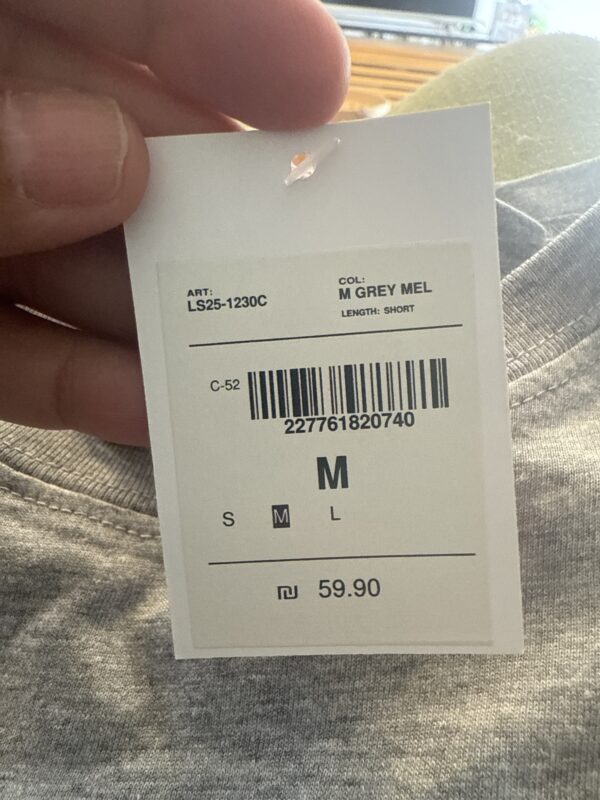 ART:
LS25-1230C
COL:
M GREY MEL
LENGTH: SHORT
C-52
227761820740
M
S M L
₪ 59.90